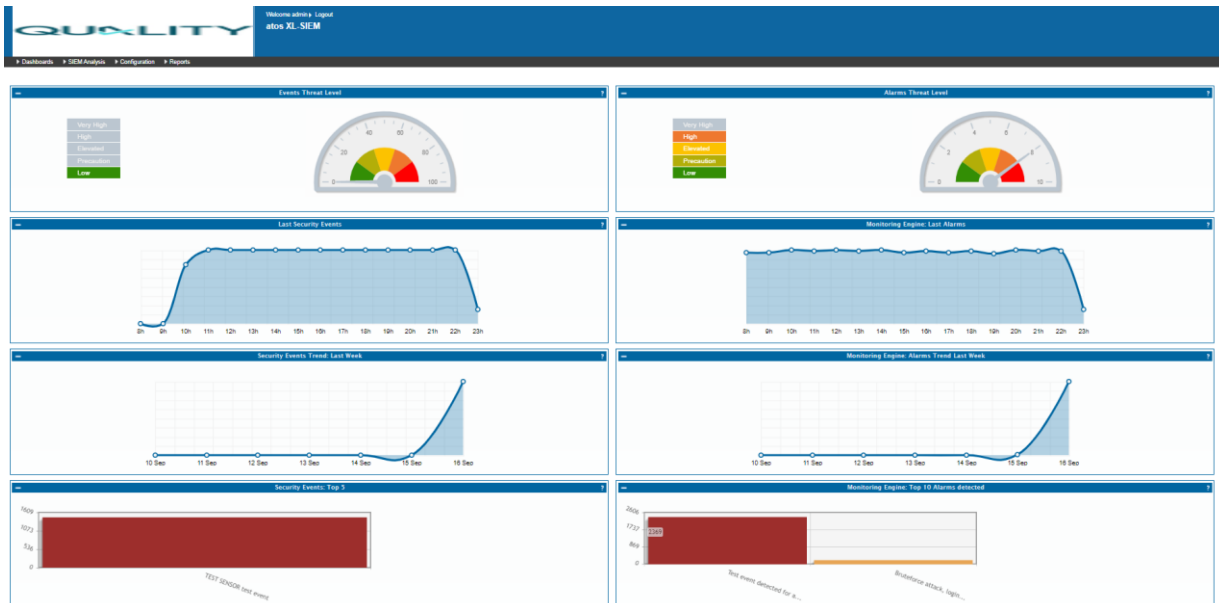 QUALITY
Welcome admin ▸ Logout
atos XL-SIEM
▸ Dashboards ▸ SIEM Analysis ▸ Configuration ▸ Reports
Events Threat Level ?
Very High
High
Elevated
Precaution
Low
0 20 40 60 80 100
Alarms Threat Level ?
Very High
High
Elevated
Precaution
Low
0 2 4 6 8 10
Last Security Events ?
8h 9h 10h 11h 12h 13h 14h 15h 16h 17h 18h 19h 20h 21h 22h 23h
Monitoring Engine: Last Alarms ?
8h 9h 10h 11h 12h 13h 14h 15h 16h 17h 18h 19h 20h 21h 22h 23h
Security Events Trend: Last Week ?
10 Sep 11 Sep 12 Sep 13 Sep 14 Sep 15 Sep 16 Sep
Monitoring Engine: Alarms Trend Last Week ?
10 Sep 11 Sep 12 Sep 13 Sep 14 Sep 15 Sep 16 Sep
Security Events: Top 5 ?
1609
1073
536
0
TEST SENSOR test event
Monitoring Engine: Top 10 Alarms detected ?
2606
1737
869
0
2369
Test event detected for a...
Bruteforce attack, login...